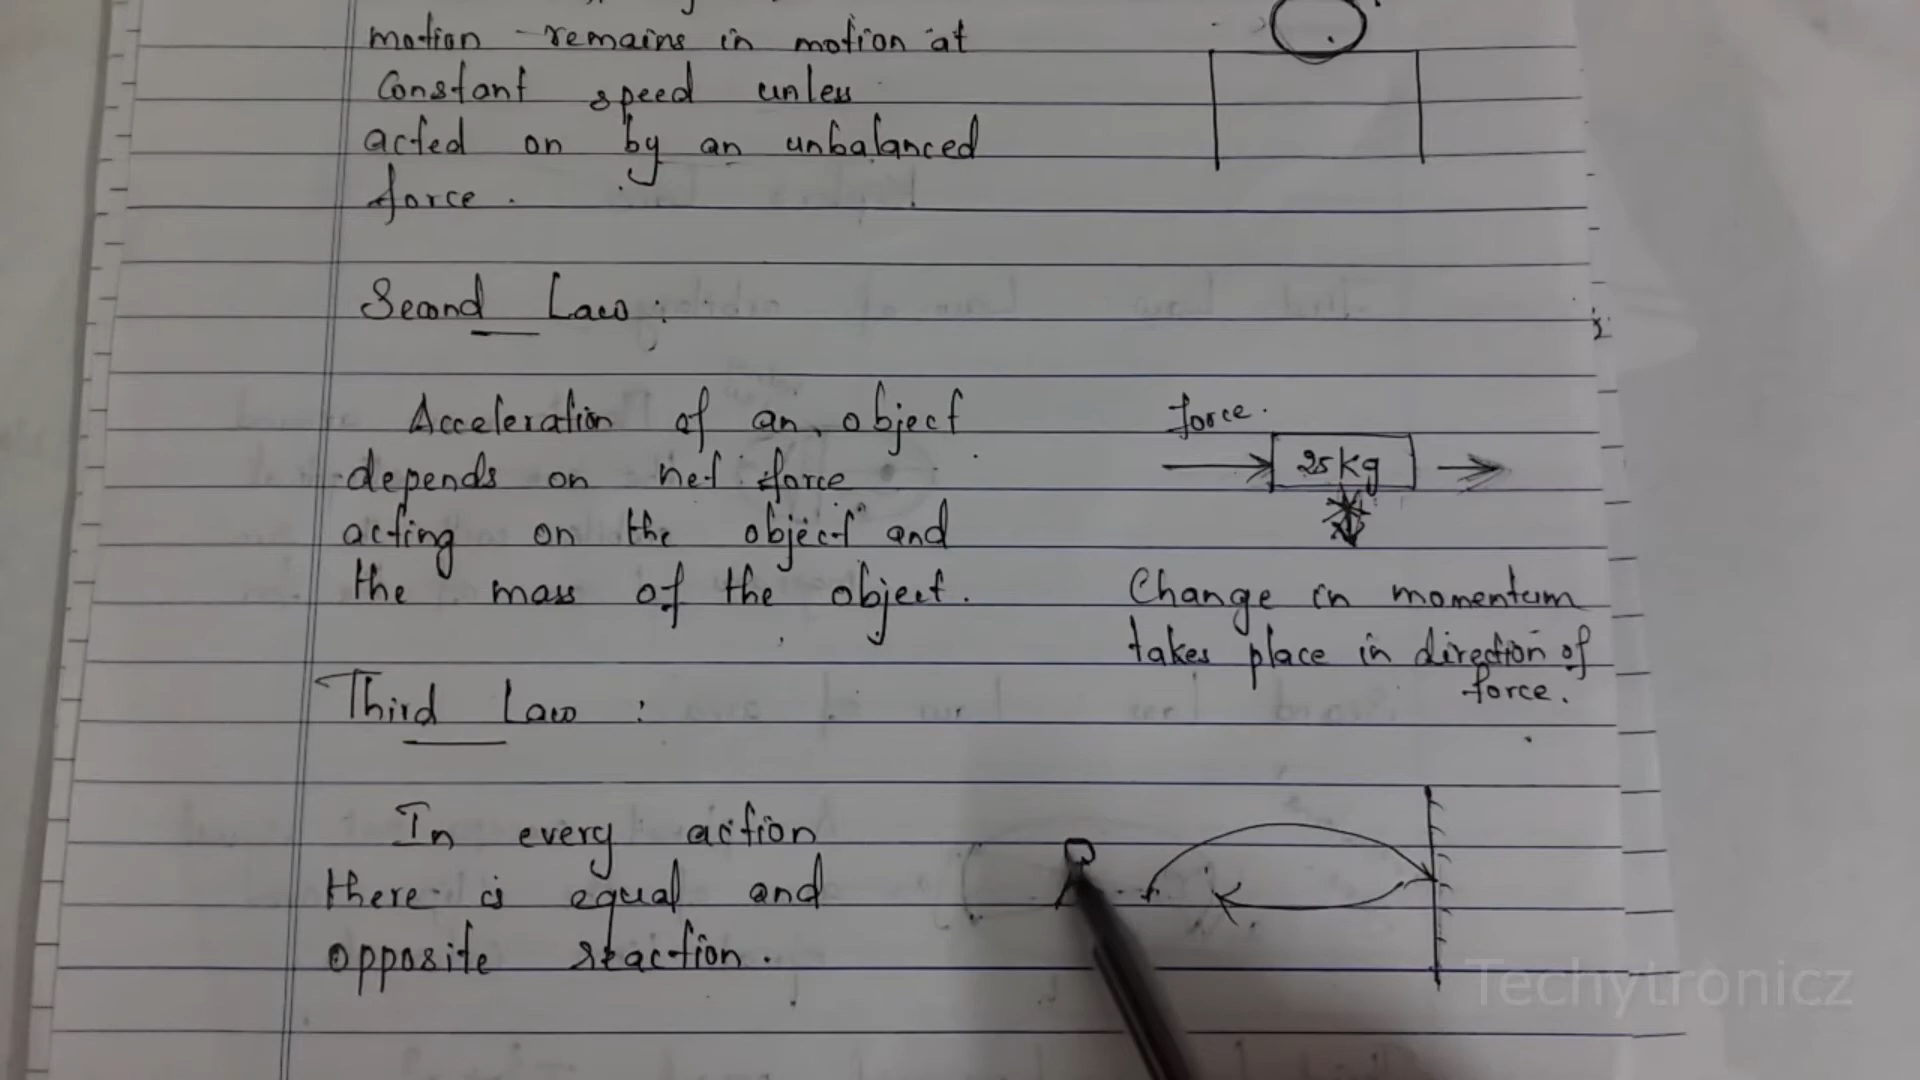 motion remains in motion at
constant speed unless
acted on by an unbalanced
force.
Second Law:
Acceleration of an object
depends on net force
acting on the object and
the mass of the object.
force.
25 kg
Change in momentum
takes place in direction of
force.
Third Law :
In every action
there is equal and
opposite reaction.
Techytronicz